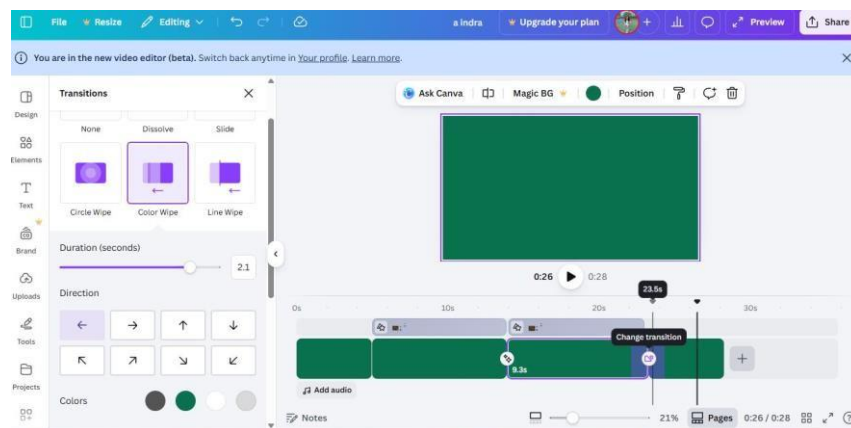 File Resize Editing a indra Upgrade your plan + Preview Share
You are in the new video editor (beta). Switch back anytime in Your profile. Learn more.
Design
Elements
Text
Brand
Uploads
Tools
Projects
Transitions
None Dissolve Slide
Circle Wipe Color Wipe Line Wipe
Duration (seconds)
2.1
Direction
Colors
Ask Canva Magic BG Position
0:26 0:28
23.5s
0s 10s 20s 30s
Change transition
9.3s
+
Add audio
Notes 21% Pages 0:26 / 0:28